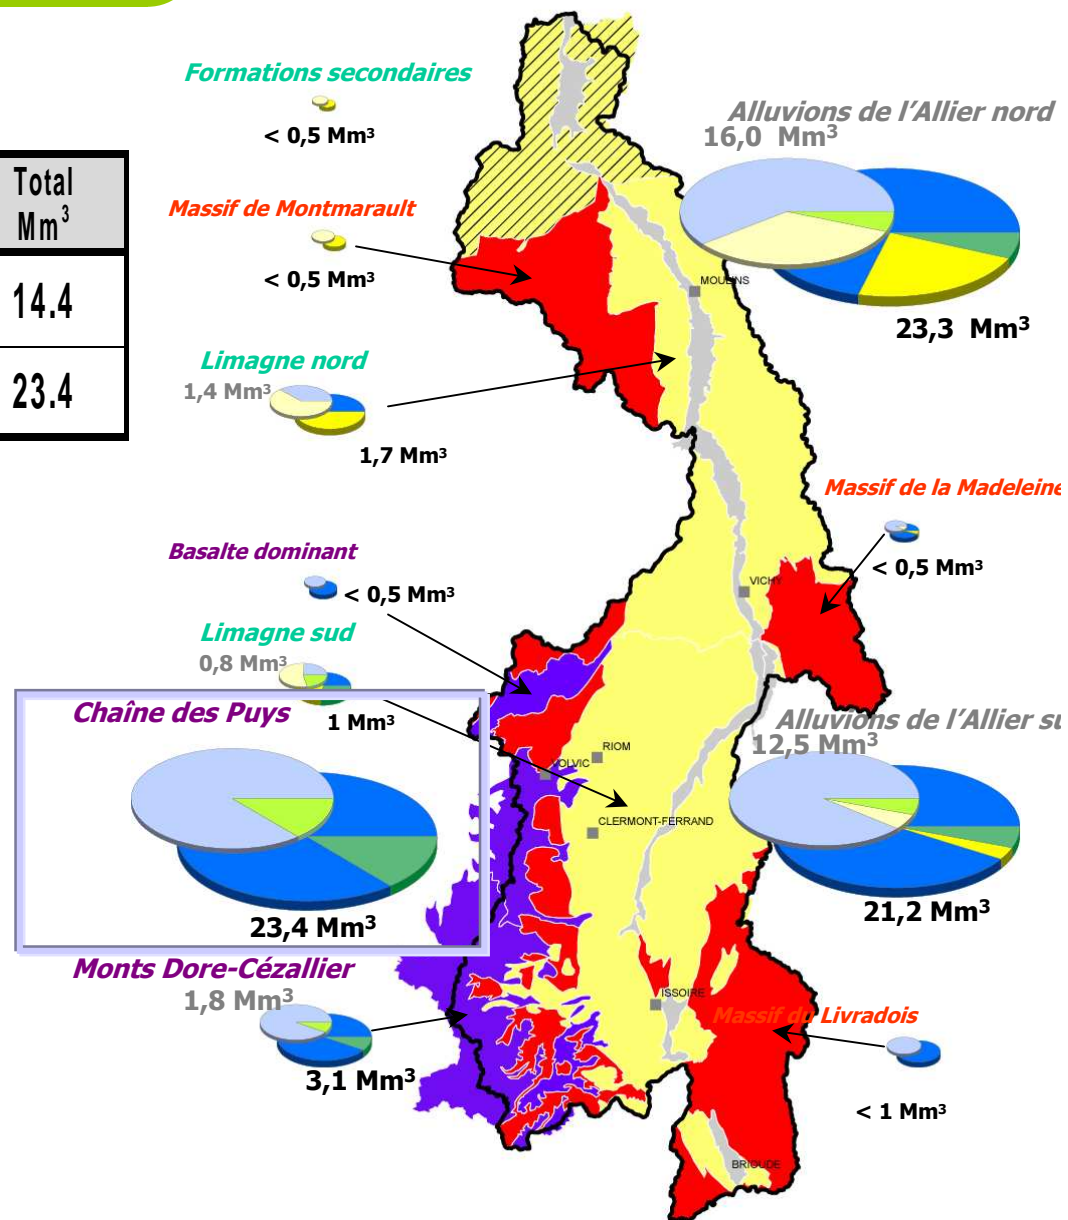 Formations secondaires
< 0,5 Mm³
Alluvions de l'Allier nord
16,0 Mm³
Total
Mm³
14.4
23.4
Massif de Montmarault
< 0,5 Mm³
MOULINS
23,3 Mm³
Limagne nord
1,4 Mm³
1,7 Mm³
Massif de la Madeleine
< 0,5 Mm³
Basalte dominant
< 0,5 Mm³
VICHY
Limagne sud
0,8 Mm³
1 Mm³
Chaîne des Puys
23,4 Mm³
Alluvions de l'Allier su
12,5 Mm³
RIOM
VOLVIC
CLERMONT-FERRAND
21,2 Mm³
Monts Dore-Cézallier
1,8 Mm³
3,1 Mm³
ISSOIRE
Massif du Livradois
< 1 Mm³
BRIOUDE